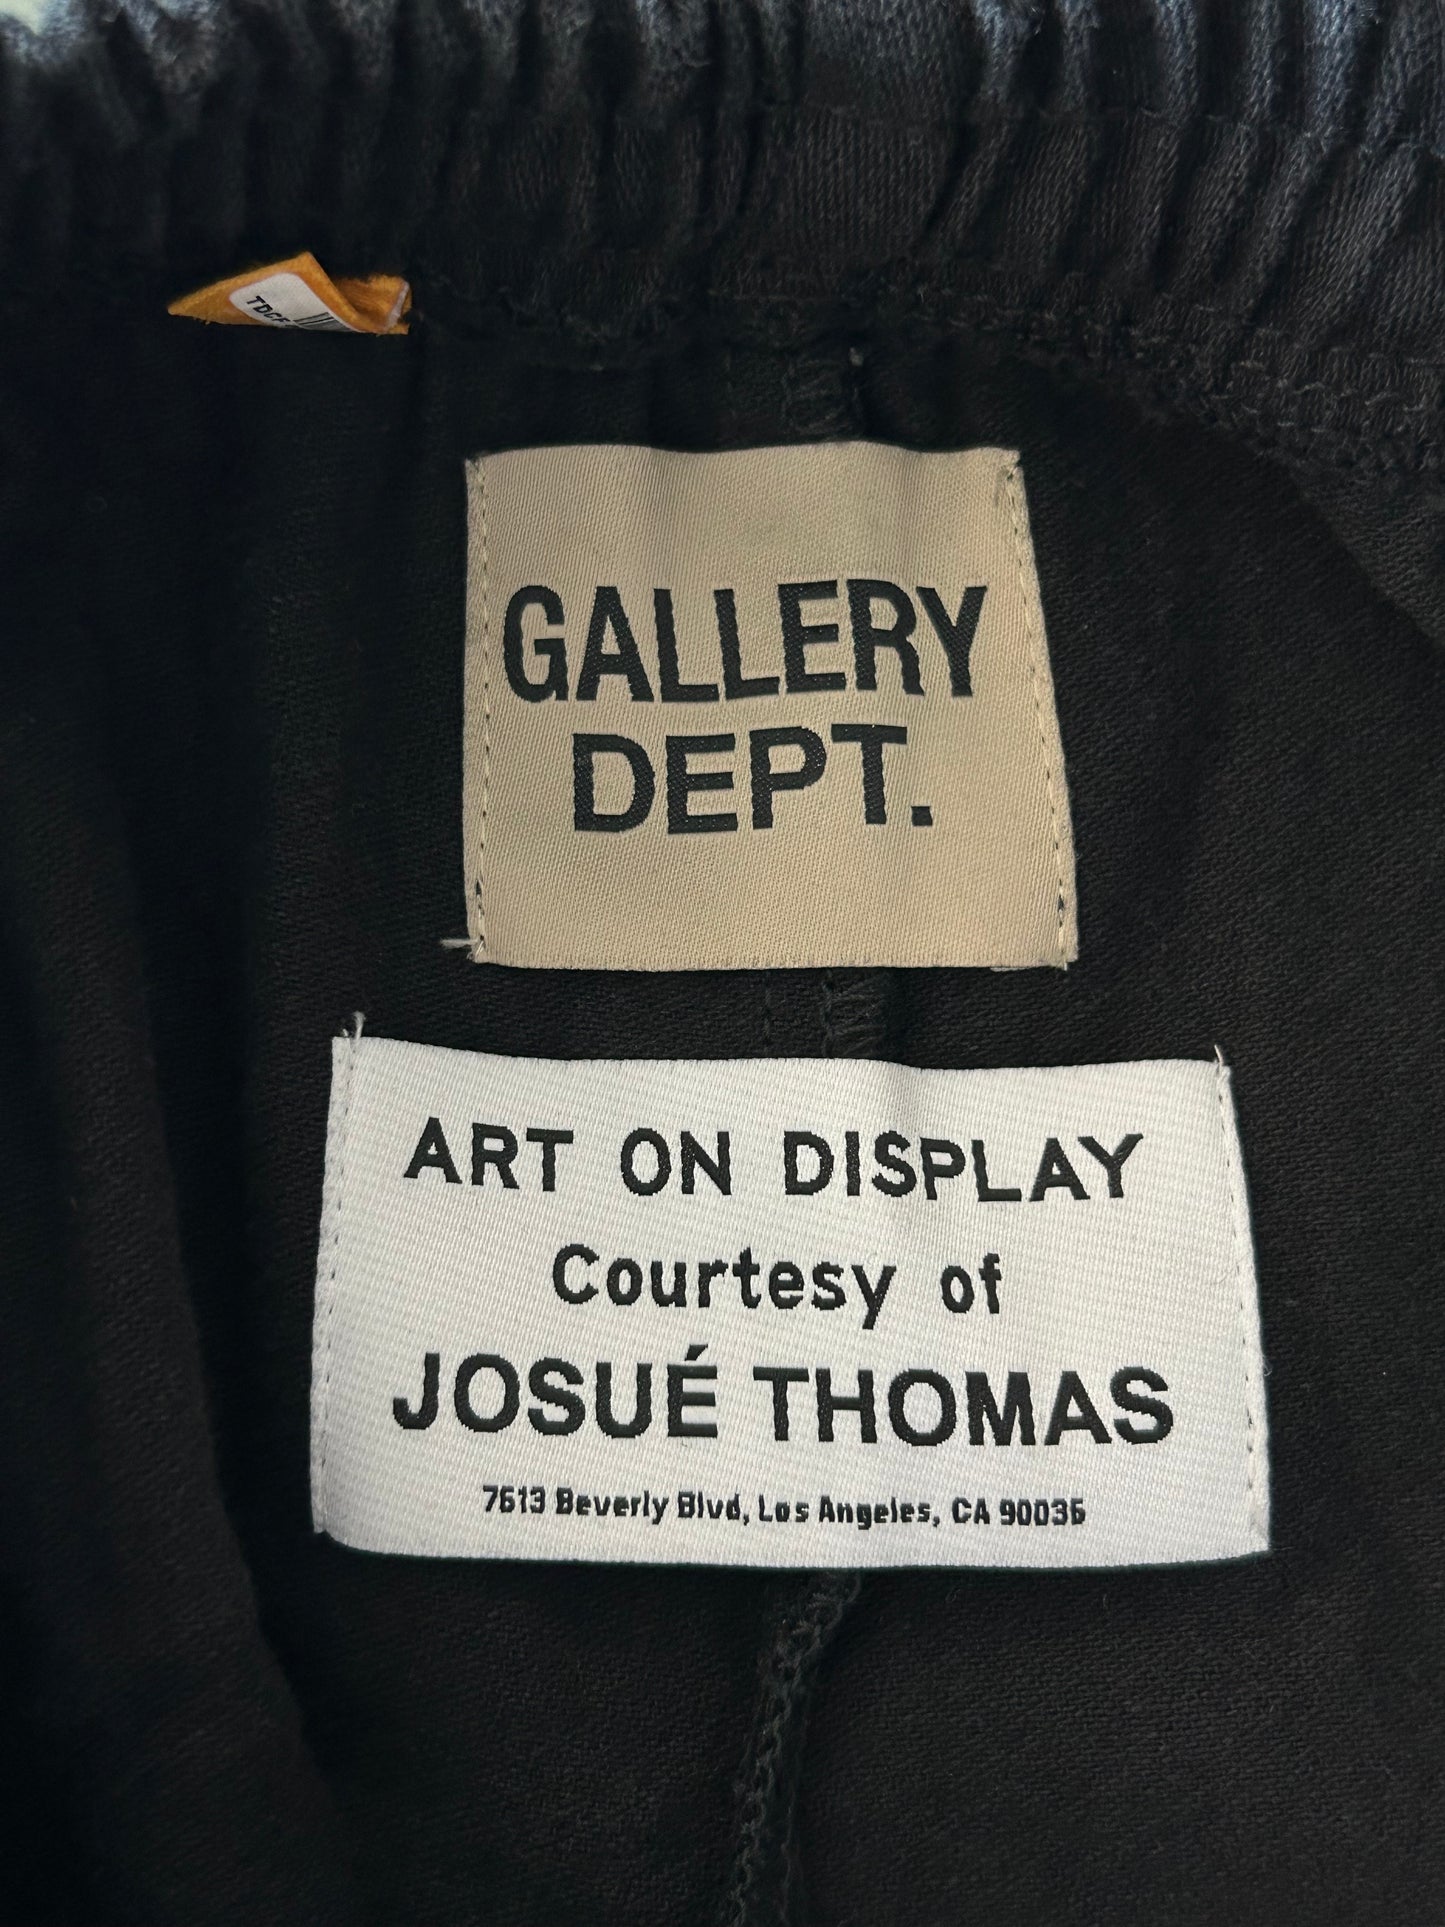 GALLERY
DEPT.
ART ON DISPLAY
Courtesy of
JOSUÉ THOMAS
7613 Beverly Blvd, Los Angeles, CA 90036